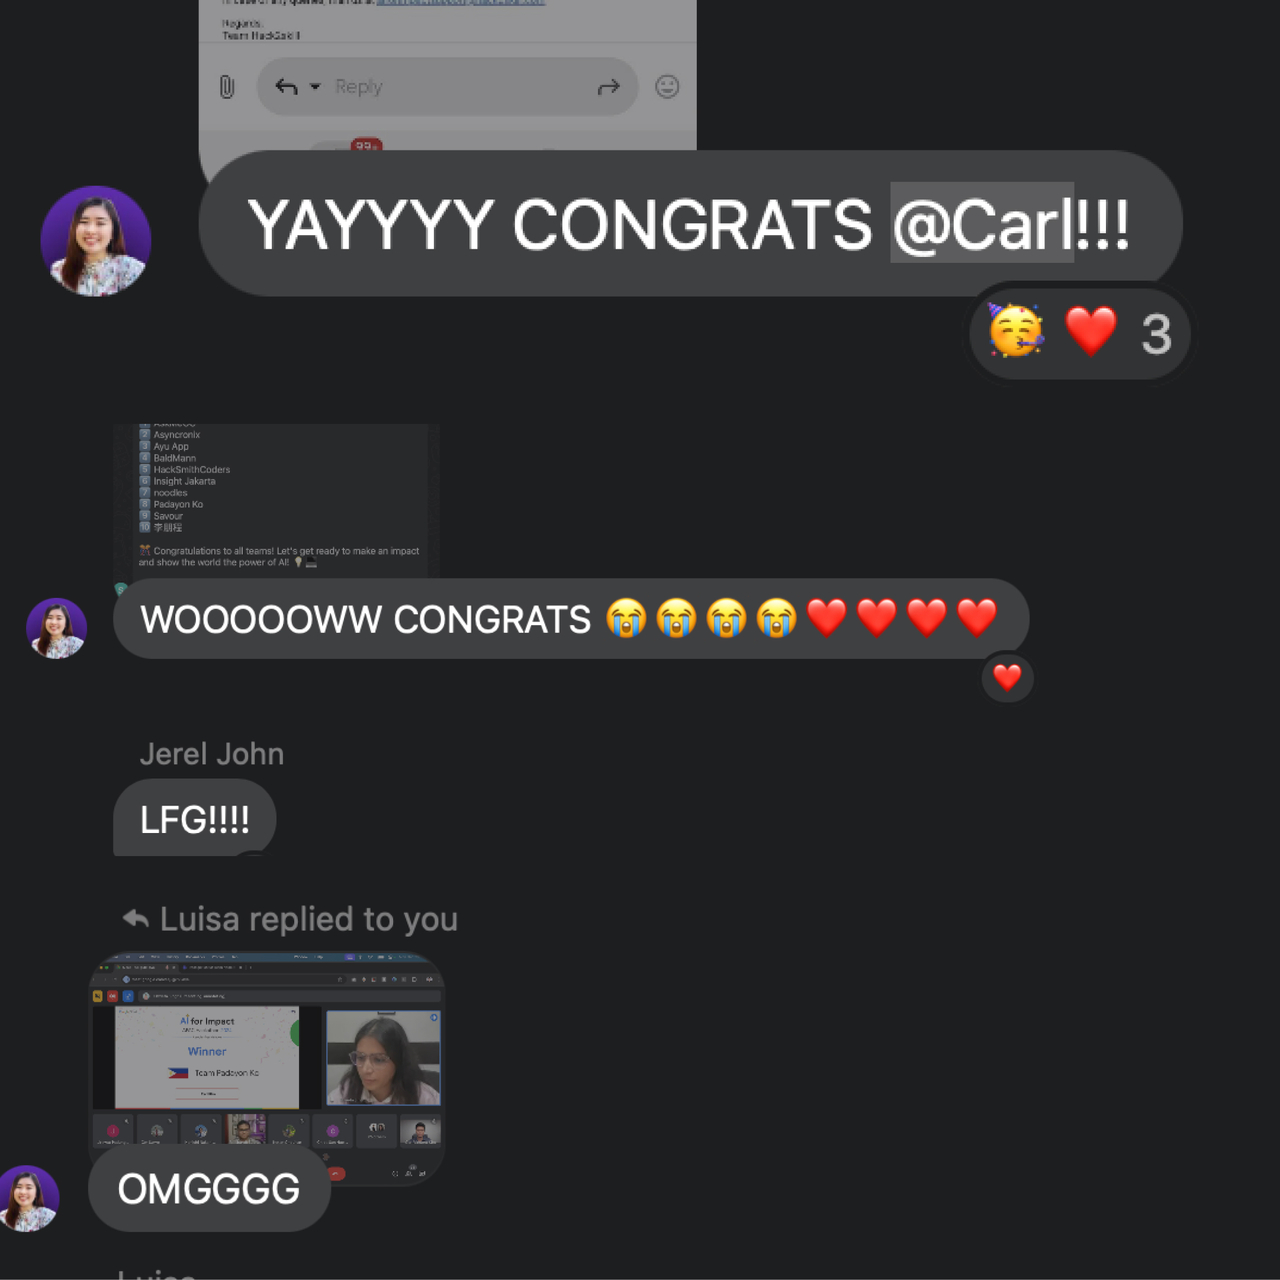 Regards,
Team Hack2skill
Reply
99+
YAYYYY CONGRATS @Carl!!!
🥳 ❤️ 3
2 Asyncronix
3 Ayu App
4 BaldMann
5 HackSmithCoders
6 Insight Jakarta
7 noodles
8 Padayon Ko
9 Savour
10 李朋程
Congratulations to all teams! Let's get ready to make an impact
and show the world the power of AI!
WOOOOOWW CONGRATS 😭😭😭😭❤️❤️❤️❤️
❤️
Jerel John
LFG!!!!
Luisa replied to you
AI for Impact
Winner
Team Padayon Ko
OMGGGG
Luisa